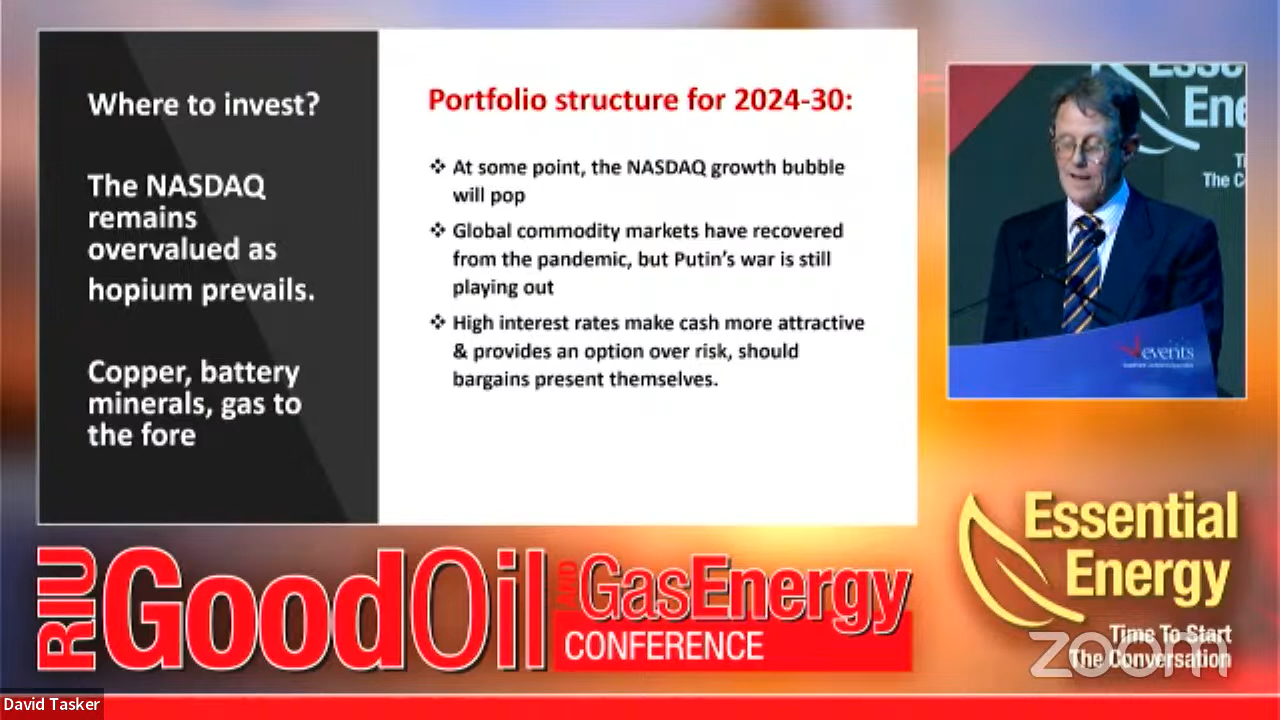 Where to invest?
The NASDAQ
remains
overvalued as
hopium prevails.
Copper, battery
minerals, gas to
the fore
Portfolio structure for 2024-30:
❖ At some point, the NASDAQ growth bubble
will pop
❖ Global commodity markets have recovered
from the pandemic, but Putin's war is still
playing out
❖ High interest rates make cash more attractive
& provides an option over risk, should
bargains present themselves.
Ene
The C
events
RIU
GoodOil
AND
GasEnergy
CONFERENCE
Essential
Energy
Time To Start
The Conversation
zoom
David Tasker